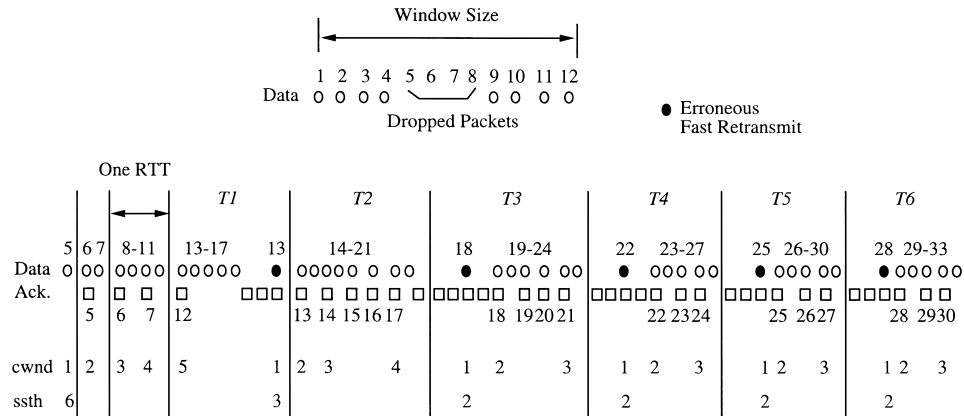 Window Size
1 2 3 4 5 6 7 8 9 10 11 12
Data
Dropped Packets
Erroneous
Fast Retransmit
One RTT
T1 T2 T3 T4 T5 T6
5 6 7 8-11 13-17 13 14-21 18 19-24 22 23-27 25 26-30 28 29-33
Data
Ack.
5 6 7 12 13 14 15 16 17 18 19 20 21 22 23 24 25 26 27 28 29 30
cwnd 1 2 3 4 5 1 2 3 4 1 2 3 1 2 3 1 2 3 1 2 3
ssth 6 3 2 2 2 2